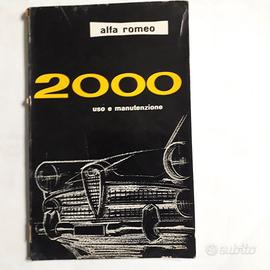 alfa romeo
2000
uso e manutenzione
subito